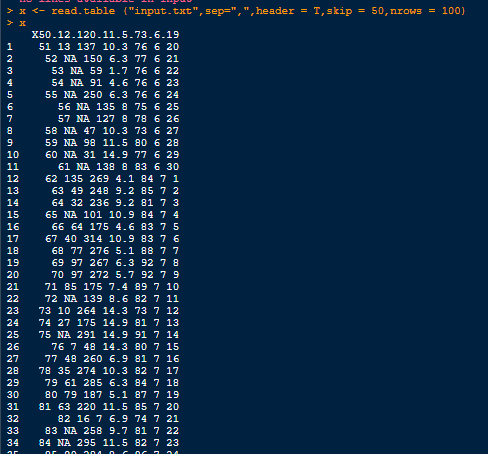 no lines available in input
> x <- read.table ("input.txt",sep=",",header = T,skip = 50,nrows = 100)
> x
X50.12.120.11.5.73.6.19
1 51 13 137 10.3 76 6 20
2 52 NA 150 6.3 77 6 21
3 53 NA 59 1.7 76 6 22
4 54 NA 91 4.6 76 6 23
5 55 NA 250 6.3 76 6 24
6 56 NA 135 8 75 6 25
7 57 NA 127 8 78 6 26
8 58 NA 47 10.3 73 6 27
9 59 NA 98 11.5 80 6 28
10 60 NA 31 14.9 77 6 29
11 61 NA 138 8 83 6 30
12 62 135 269 4.1 84 7 1
13 63 49 248 9.2 85 7 2
14 64 32 236 9.2 81 7 3
15 65 NA 101 10.9 84 7 4
16 66 64 175 4.6 83 7 5
17 67 40 314 10.9 83 7 6
18 68 77 276 5.1 88 7 7
19 69 97 267 6.3 92 7 8
20 70 97 272 5.7 92 7 9
21 71 85 175 7.4 89 7 10
22 72 NA 139 8.6 82 7 11
23 73 10 264 14.3 73 7 12
24 74 27 175 14.9 81 7 13
25 75 NA 291 14.9 91 7 14
26 76 7 48 14.3 80 7 15
27 77 48 260 6.9 81 7 16
28 78 35 274 10.3 82 7 17
29 79 61 285 6.3 84 7 18
30 80 79 187 5.1 87 7 19
31 81 63 220 11.5 85 7 20
32 82 16 7 6.9 74 7 21
33 83 NA 258 9.7 81 7 22
34 84 NA 295 11.5 82 7 23